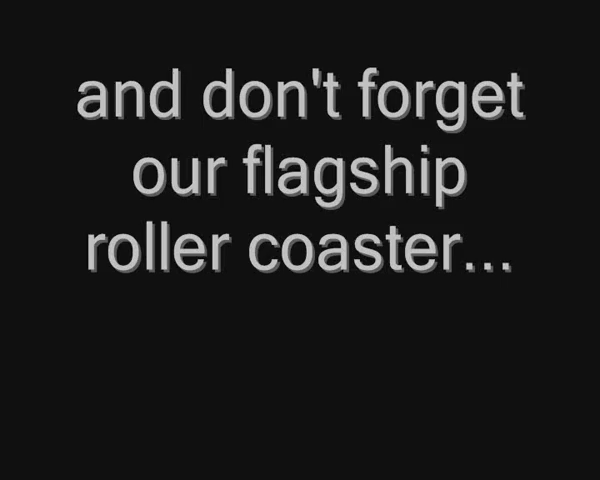 and don't forget
our flagship
roller coaster...